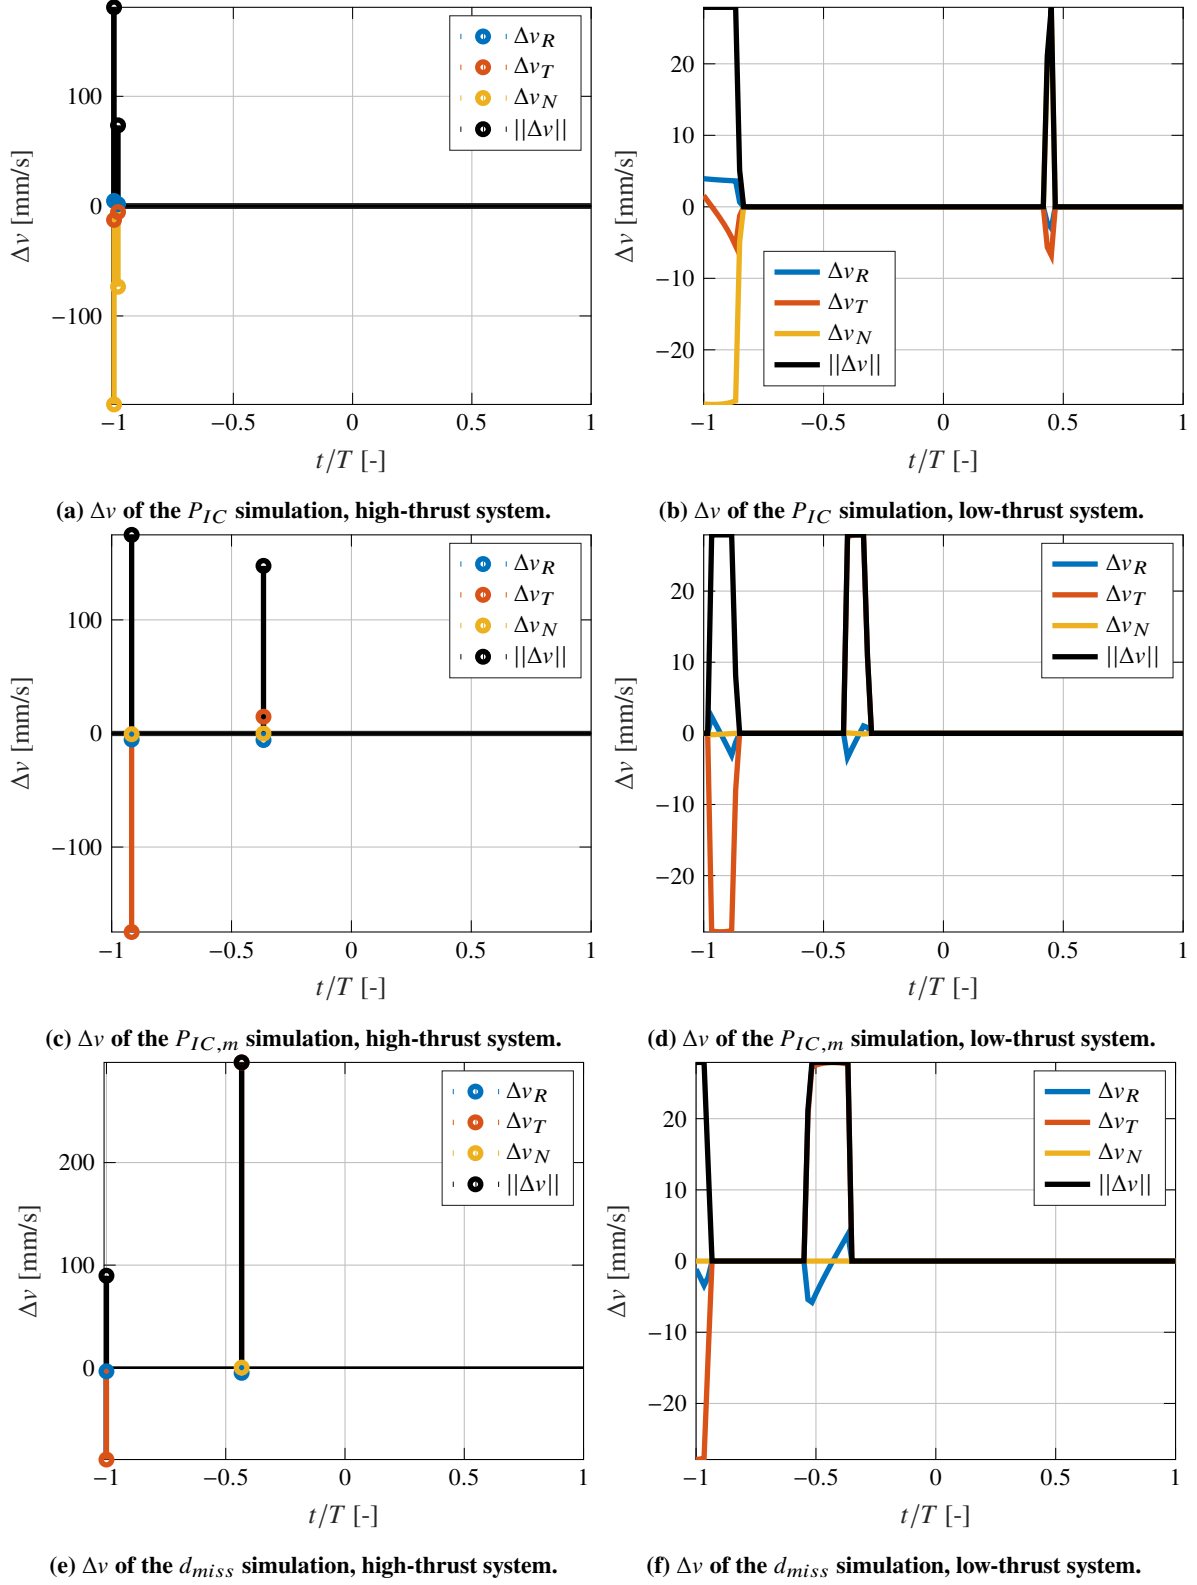 100
0
−100
Δv [mm/s]
−1 −0.5 0 0.5 1
t/T [-]
Δv_R
Δv_T
Δv_N
||Δv||
(a) Δv of the P_IC simulation, high-thrust system.
20
10
0
−10
−20
Δv [mm/s]
−1 −0.5 0 0.5 1
t/T [-]
Δv_R
Δv_T
Δv_N
||Δv||
(b) Δv of the P_IC simulation, low-thrust system.
100
0
−100
Δv [mm/s]
−1 −0.5 0 0.5 1
t/T [-]
Δv_R
Δv_T
Δv_N
||Δv||
(c) Δv of the P_IC,m simulation, high-thrust system.
20
10
0
−10
−20
Δv [mm/s]
−1 −0.5 0 0.5 1
t/T [-]
Δv_R
Δv_T
Δv_N
||Δv||
(d) Δv of the P_IC,m simulation, low-thrust system.
200
100
0
Δv [mm/s]
−1 −0.5 0 0.5 1
t/T [-]
Δv_R
Δv_T
Δv_N
||Δv||
(e) Δv of the d_miss simulation, high-thrust system.
20
10
0
−10
−20
Δv [mm/s]
−1 −0.5 0 0.5 1
t/T [-]
Δv_R
Δv_T
Δv_N
||Δv||
(f) Δv of the d_miss simulation, low-thrust system.